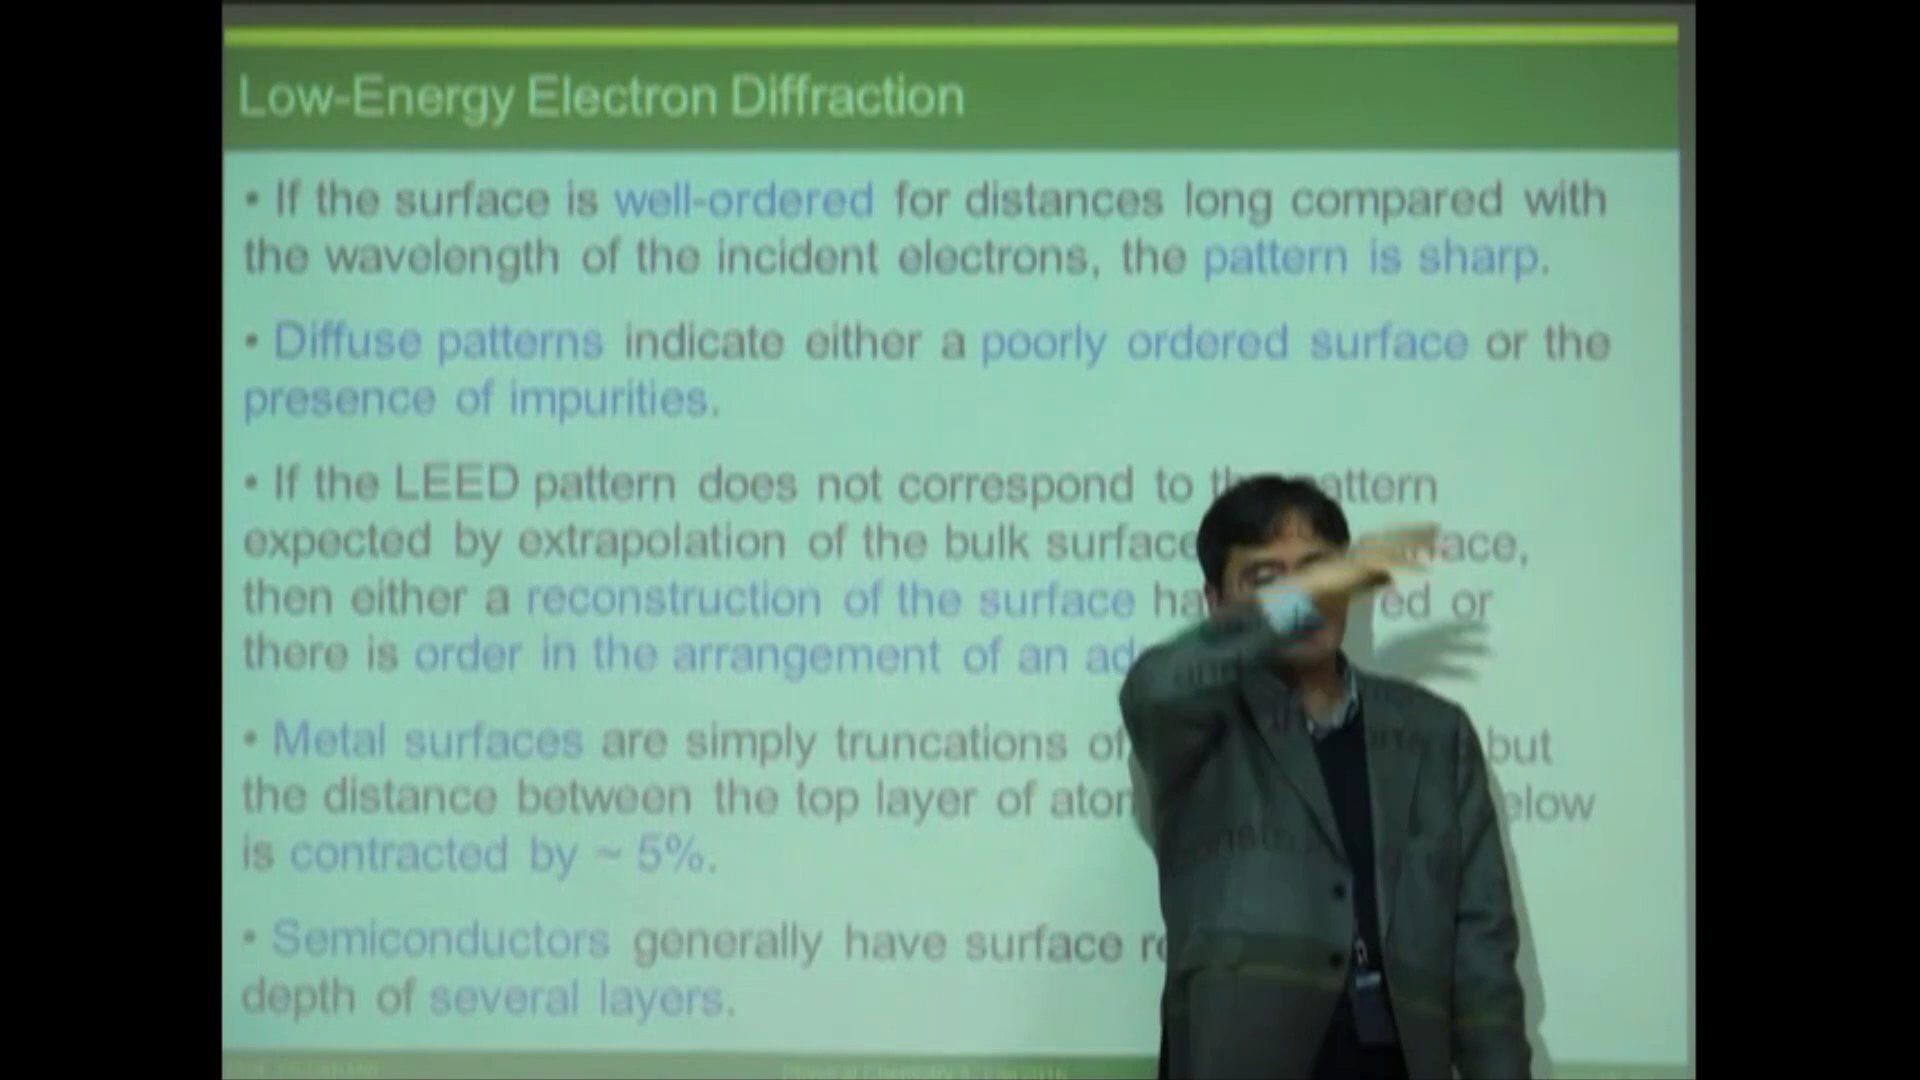 Low-Energy Electron Diffraction
• If the surface is well-ordered for distances long compared with
the wavelength of the incident electrons, the pattern is sharp.
• Diffuse patterns indicate either a poorly ordered surface or the
presence of impurities.
• If the LEED pattern does not correspond to the pattern
expected by extrapolation of the bulk surface
then either a reconstruction of the surface or
there is order in the arrangement of an
• Metal surfaces are simply truncations of but
the distance between the top layer of
is contracted by ~ 5%.
• Semiconductors generally have surface
depth of several layers.